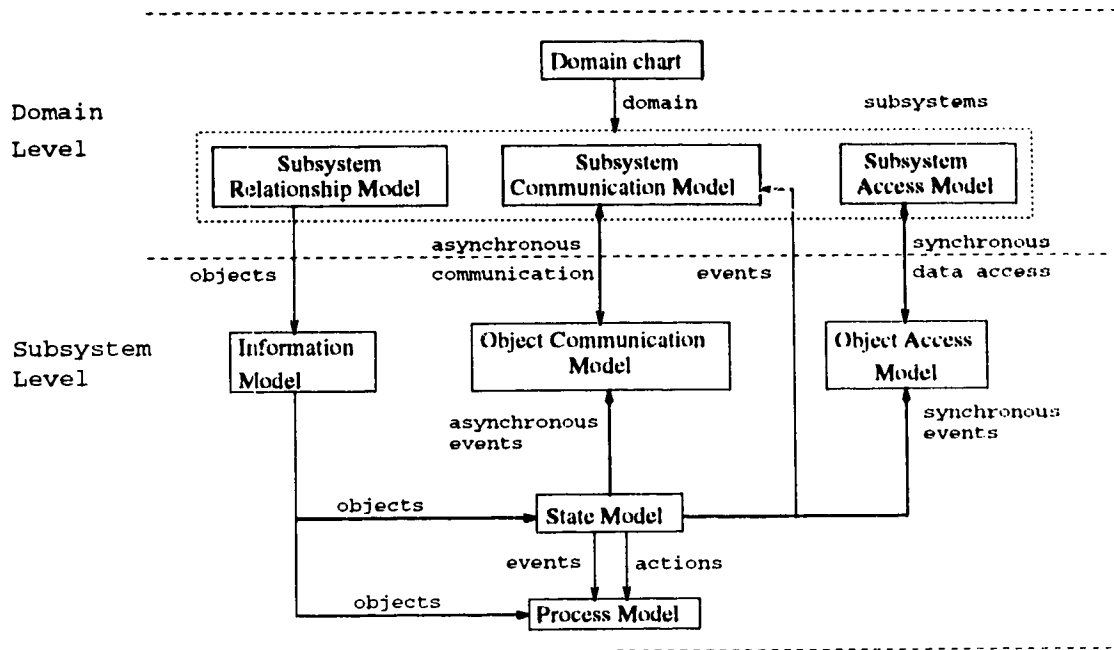 Domain chart
domain
subsystems
Domain
Level
Subsystem
Relationship Model
Subsystem
Communication Model
Subsystem
Access Model
asynchronous
communication
synchronous
data access
objects
events
Subsystem
Level
Information
Model
Object Communication
Model
Object Access
Model
asynchronous
events
synchronous
events
objects
State Model
events
actions
objects
Process Model